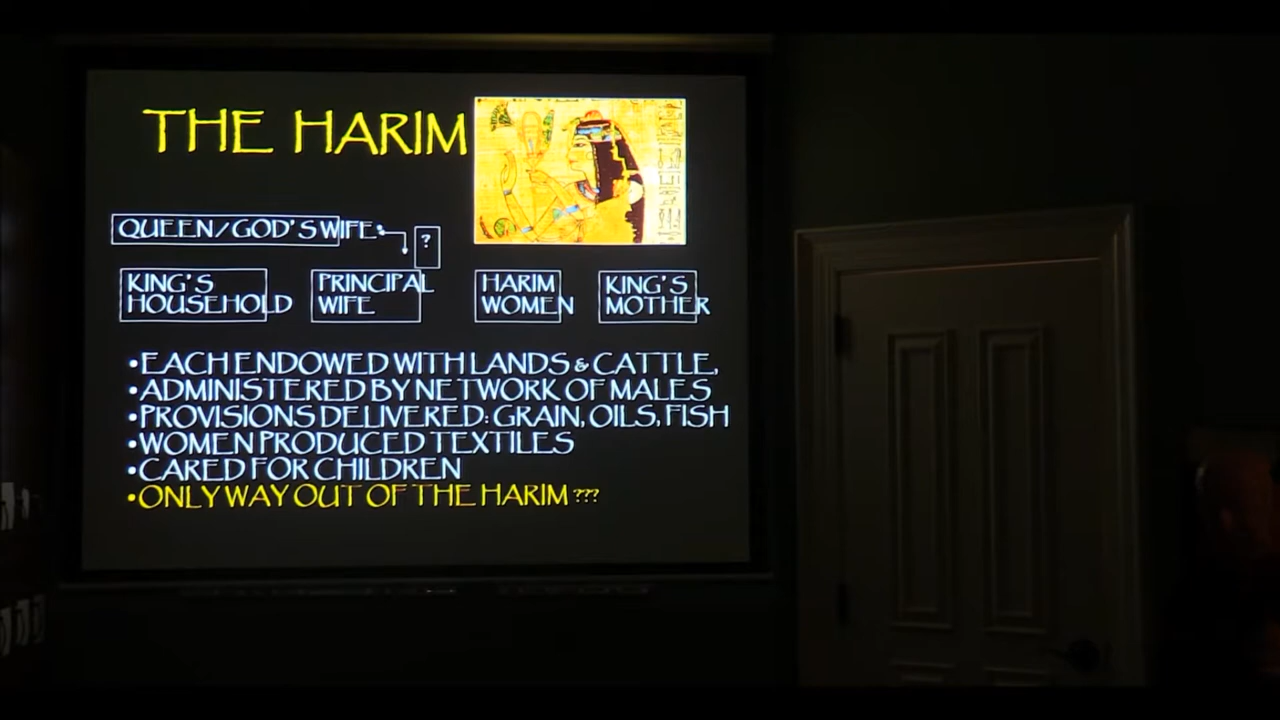 THE HARIM
QUEEN/GOD'S WIFE
?
KING'S
HOUSEHOLD
PRINCIPAL
WIFE
HARIM
WOMEN
KING'S
MOTHER
•EACH ENDOWED WITH LANDS & CATTLE,
•ADMINISTERED BY NETWORK OF MALES
•PROVISIONS DELIVERED: GRAIN, OILS, FISH
•WOMEN PRODUCED TEXTILES
•CARED FOR CHILDREN
•ONLY WAY OUT OF THE HARIM ???